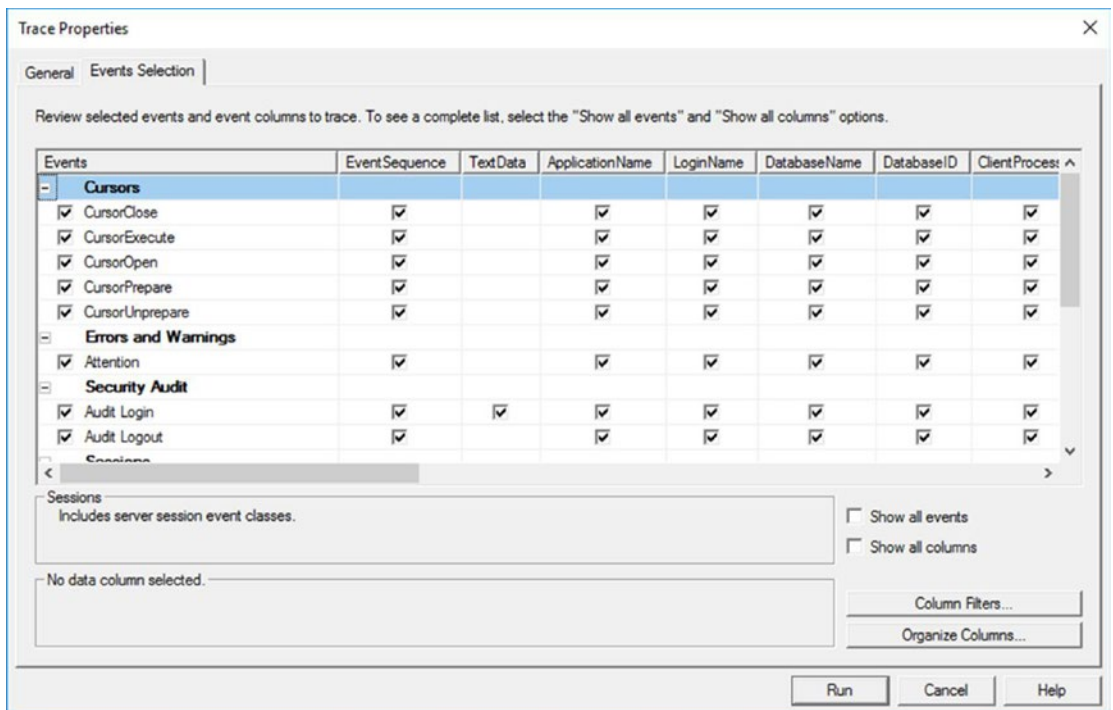 Trace Properties
General Events Selection
Review selected events and event columns to trace. To see a complete list, select the "Show all events" and "Show all columns" options.
Events EventSequence TextData ApplicationName LoginName DatabaseName DatabaseID ClientProcess
Cursors
CursorClose
CursorExecute
CursorOpen
CursorPrepare
CursorUnprepare
Errors and Warnings
Attention
Security Audit
Audit Login
Audit Logout
Sessions
Sessions
Includes server session event classes.
Show all events
Show all columns
No data column selected.
Column Filters...
Organize Columns...
Run Cancel Help